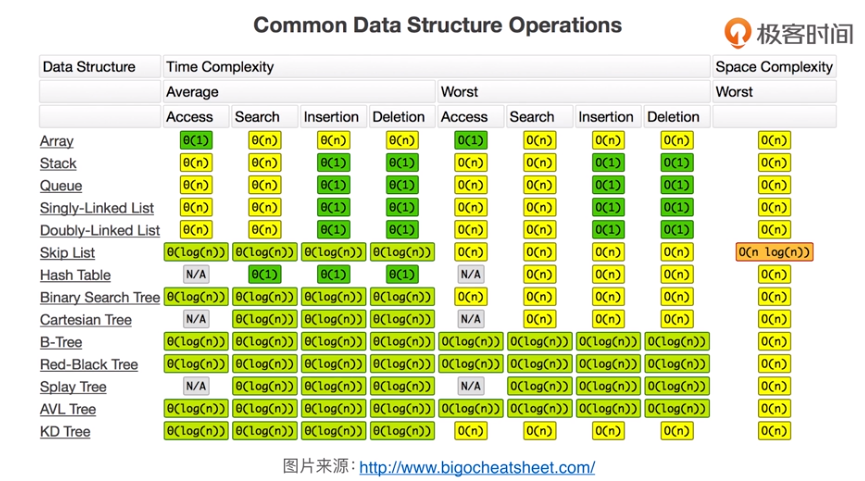 Common Data Structure Operations
极客时间
Data Structure Time Complexity Space Complexity
Average Worst Worst
Access Search Insertion Deletion Access Search Insertion Deletion
Array Θ(1) Θ(n) Θ(n) Θ(n) O(1) O(n) O(n) O(n) O(n)
Stack Θ(n) Θ(n) Θ(1) Θ(1) O(n) O(n) O(1) O(1) O(n)
Queue Θ(n) Θ(n) Θ(1) Θ(1) O(n) O(n) O(1) O(1) O(n)
Singly-Linked List Θ(n) Θ(n) Θ(1) Θ(1) O(n) O(n) O(1) O(1) O(n)
Doubly-Linked List Θ(n) Θ(n) Θ(1) Θ(1) O(n) O(n) O(1) O(1) O(n)
Skip List Θ(log(n)) Θ(log(n)) Θ(log(n)) Θ(log(n)) O(n) O(n) O(n) O(n) O(n log(n))
Hash Table N/A Θ(1) Θ(1) Θ(1) N/A O(n) O(n) O(n) O(n)
Binary Search Tree Θ(log(n)) Θ(log(n)) Θ(log(n)) Θ(log(n)) O(n) O(n) O(n) O(n) O(n)
Cartesian Tree N/A Θ(log(n)) Θ(log(n)) Θ(log(n)) N/A O(n) O(n) O(n) O(n)
B-Tree Θ(log(n)) Θ(log(n)) Θ(log(n)) Θ(log(n)) O(log(n)) O(log(n)) O(log(n)) O(log(n)) O(n)
Red-Black Tree Θ(log(n)) Θ(log(n)) Θ(log(n)) Θ(log(n)) O(log(n)) O(log(n)) O(log(n)) O(log(n)) O(n)
Splay Tree N/A Θ(log(n)) Θ(log(n)) Θ(log(n)) N/A O(log(n)) O(log(n)) O(log(n)) O(n)
AVL Tree Θ(log(n)) Θ(log(n)) Θ(log(n)) Θ(log(n)) O(log(n)) O(log(n)) O(log(n)) O(log(n)) O(n)
KD Tree Θ(log(n)) Θ(log(n)) Θ(log(n)) Θ(log(n)) O(n) O(n) O(n) O(n) O(n)
图片来源：http://www.bigocheatsheet.com/